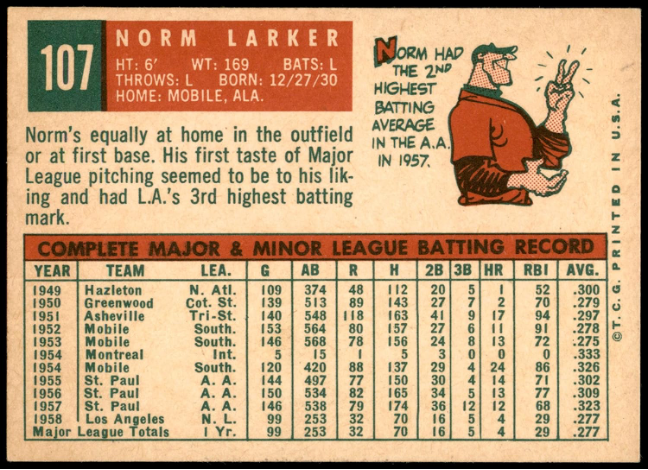 107
NORM LARKER
HT: 6' WT: 169 BATS: L
THROWS: L BORN: 12/27/30
HOME: MOBILE, ALA.
Norm's equally at home in the outfield
or at first base. His first taste of Major
League pitching seemed to be to his lik-
ing and had L.A.'s 3rd highest batting
mark.
NORM HAD
THE 2ND
HIGHEST
BATTING
AVERAGE
IN THE A.A.
IN 1957.
COMPLETE MAJOR & MINOR LEAGUE BATTING RECORD
YEAR TEAM LEA. G AB R H 2B 3B HR RBI AVG.
1949 Hazleton N. Atl. 109 374 48 112 20 5 1 52 .300
1950 Greenwood Cot. St. 139 513 89 143 27 7 2 70 .279
1951 Asheville Tri-St. 140 548 118 163 41 9 17 94 .297
1952 Mobile South. 153 564 80 157 27 6 11 91 .278
1953 Mobile South. 146 568 78 156 24 8 13 72 .275
1954 Montreal Int. 5 15 1 5 3 0 0 0 .333
1954 Mobile South. 120 420 88 137 29 4 24 86 .326
1955 St. Paul A. A. 144 497 77 150 30 4 14 71 .302
1956 St. Paul A. A. 150 534 82 165 34 5 13 77 .309
1957 St. Paul A. A. 146 538 79 174 36 12 12 68 .323
1958 Los Angeles N. L. 99 253 32 70 16 5 4 29 .277
Major League Totals 1 Yr. 99 253 32 70 16 5 4 29 .277
©T.C.G. PRINTED IN U.S.A.